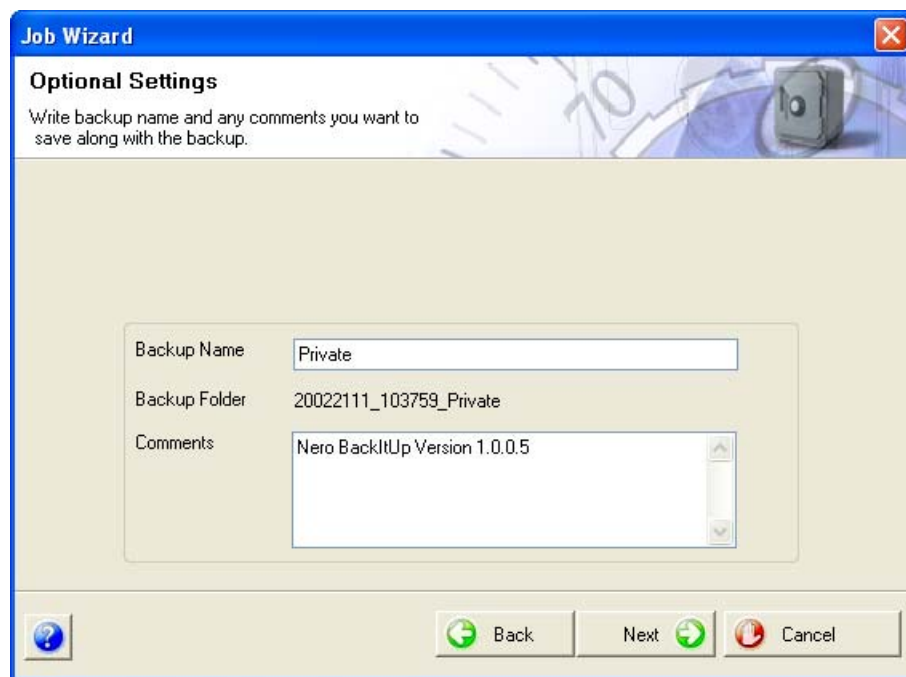 Job Wizard
Optional Settings
Write backup name and any comments you want to
save along with the backup.
70
Backup Name
Private
Backup Folder
20022111_103759_Private
Comments
Nero BackItUp Version 1.0.0.5
?
Back
Next
Cancel